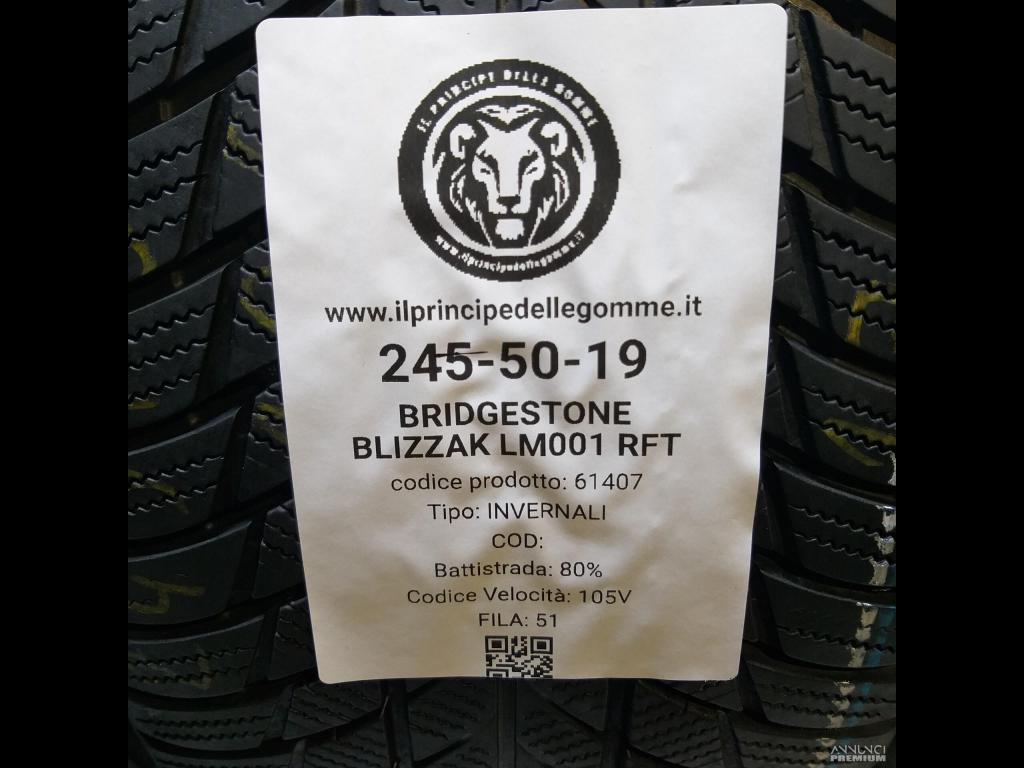 IL PRINCIPE DELLE GOMME
www.ilprincipedellegomme.it
www.ilprincipedellegomme.it
245-50-19
BRIDGESTONE
BLIZZAK LM001 RFT
codice prodotto: 61407
Tipo: INVERNALI
COD:
Battistrada: 80%
Codice Velocità: 105V
FILA: 51
ANNUNCI
PREMIUM